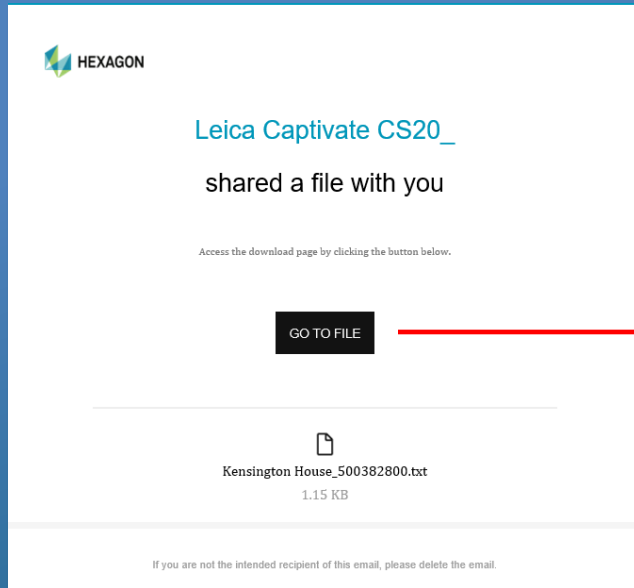 HEXAGON
Leica Captivate CS20_
shared a file with you
Access the download page by clicking the button below.
GO TO FILE
Kensington House_500382800.txt
1.15 KB
If you are not the intended recipient of this email, please delete the email.